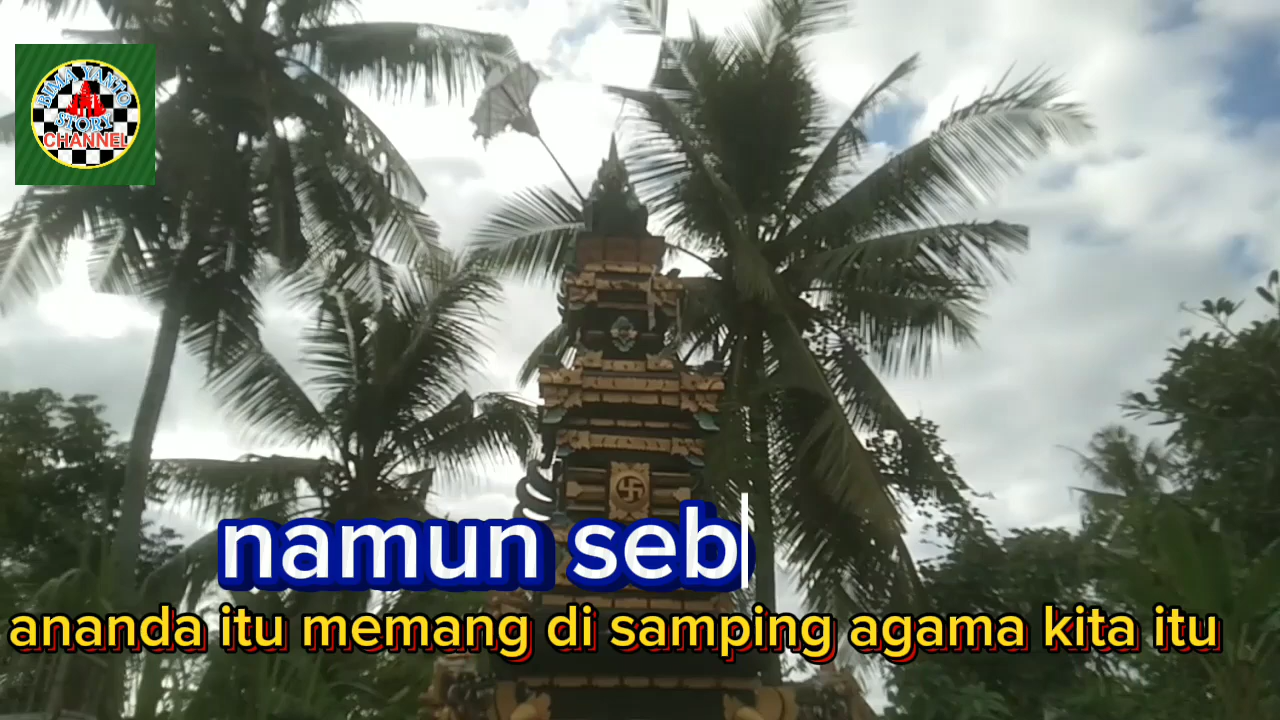 BIMA YANTO
STORY
CHANNEL
namun seb
ananda itu memang di samping agama kita itu